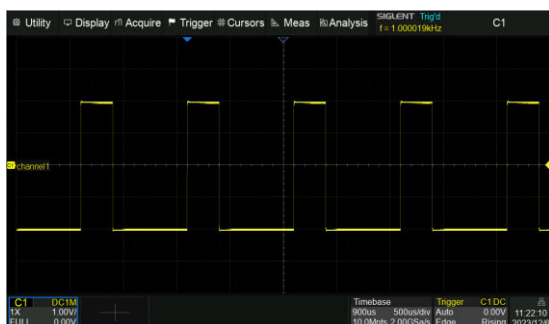 Utility Display Acquire Trigger Cursors Meas Analysis SIGLENT Trig'd C1
f = 1.000019kHz
C1 channel1
C1 DC1M
1X 1.00V/
FULL 0.00V
Timebase
900us 500us/div
10.0Mpts 2.00GSa/s
Trigger C1 DC
Auto 0.00V
Edge Rising
11:22:10